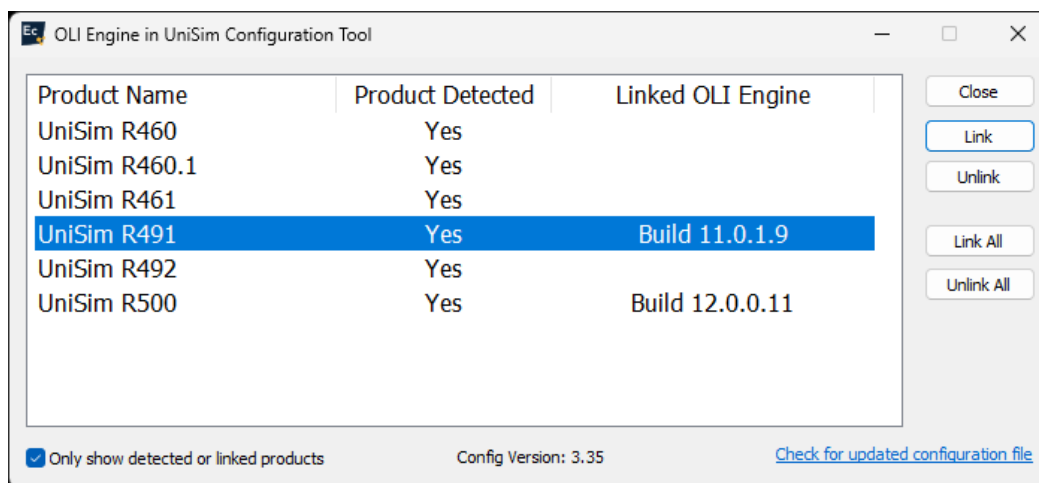 Ec OLI Engine in UniSim Configuration Tool
Product Name Product Detected Linked OLI Engine
UniSim R460 Yes
UniSim R460.1 Yes
UniSim R461 Yes
UniSim R491 Yes Build 11.0.1.9
UniSim R492 Yes
UniSim R500 Yes Build 12.0.0.11
Close
Link
Unlink
Link All
Unlink All
Only show detected or linked products Config Version: 3.35 Check for updated configuration file